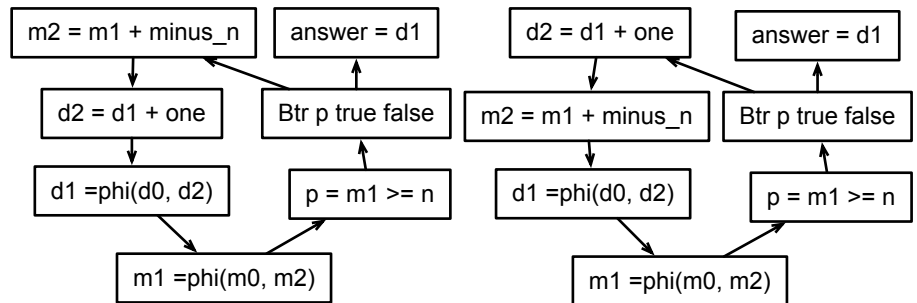 m2 = m1 + minus_n
answer = d1
d2 = d1 + one
Btr p true false
d1 =phi(d0, d2)
p = m1 >= n
m1 =phi(m0, m2)
d2 = d1 + one
answer = d1
m2 = m1 + minus_n
Btr p true false
d1 =phi(d0, d2)
p = m1 >= n
m1 =phi(m0, m2)